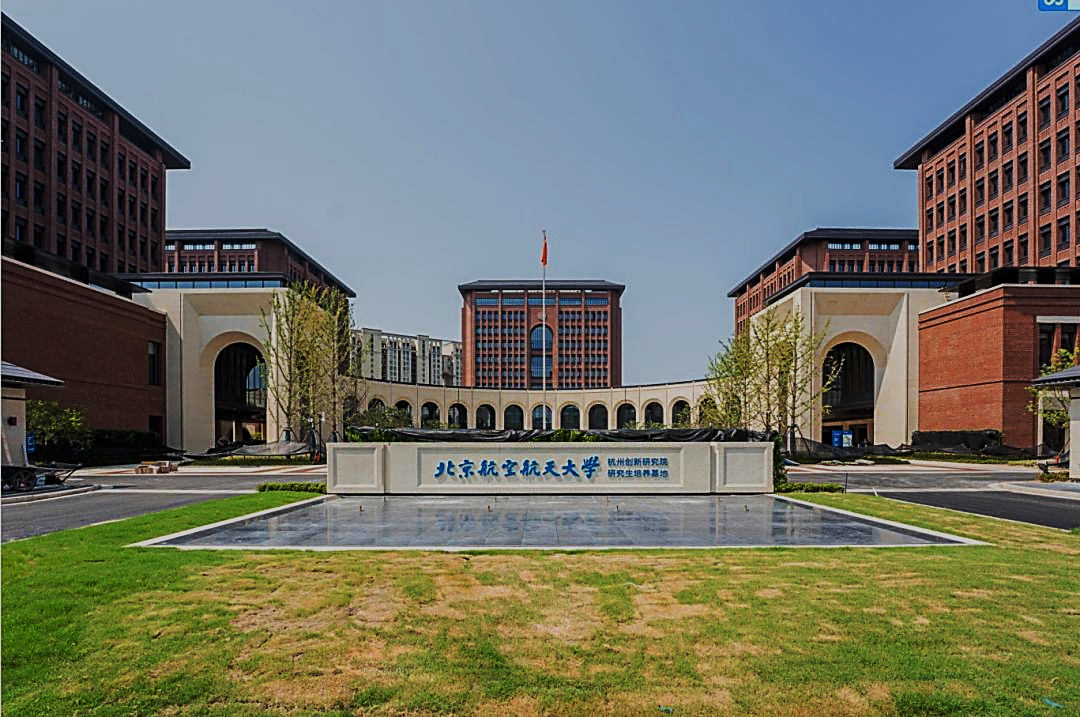 北京航空航天大学
杭州创新研究院
研究生培养基地